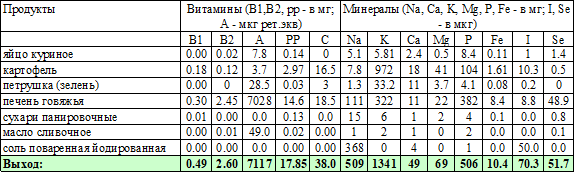 Продукты Витамины (B1,B2, рр - в мг; А - мкг рет.экв) Минералы (Na, Ca, K, Mg, P, Fe - в мг; I, Se - в мкг)
B1 B2 A PP C Na K Ca Mg P Fe I Se
яйцо куриное 0.00 0.02 7.8 0.14 0 5.1 5.81 2.4 0.5 8.4 0.11 1 1.4
картофель 0.18 0.12 3.7 2.97 16.5 7.8 972 18 41 104 1.61 10.3 0.5
петрушка (зелень) 0 0 28.5 0.03 3 1.3 33.2 11 3.7 4.1 0.08 0.2 0
печень говяжья 0.30 2.45 7028 14.6 18.5 111 322 11 22 382 8.4 8.8 48.9
сухари панировочные 0.01 0.00 0.0 0.13 0.0 15 6 1 2 4 0.1 0.0 0.8
масло сливочное 0.00 0.01 49.0 0.02 0.00 1 2 1 0 2 0.0 0.0 0.1
соль поваренная йодированная 0.00 0.00 0.0 0.00 0.0 368 0 4 0 1 0.0 50.0 0.0
Выход: 0.49 2.60 7117 17.85 38.0 509 1341 49 69 506 10.4 70.3 51.7